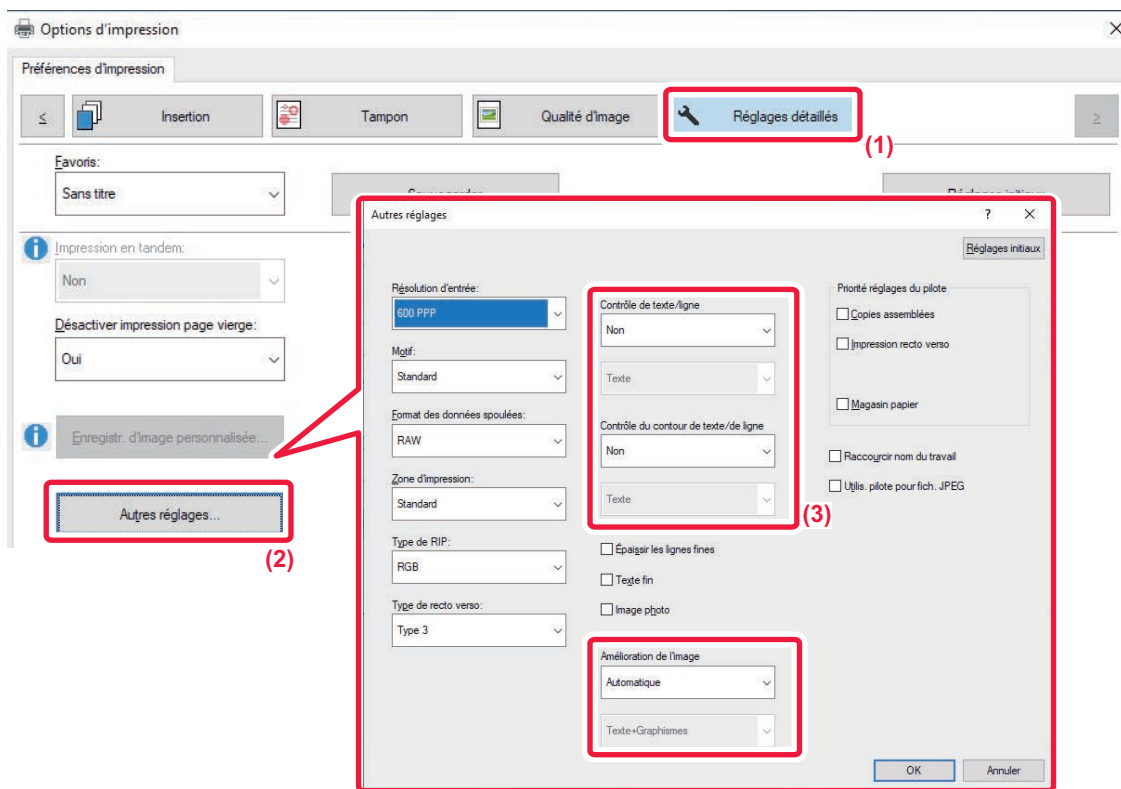 Options d'impression
Préférences d'impression
<
Insertion
Tampon
Qualité d'image
Réglages détaillés
>
(1)
Favoris:
Sans titre
Impression en tandem:
Non
Désactiver impression page vierge:
Oui
Enregistr. d'image personnalisée...
Autres réglages...
(2)
Autres réglages
?
Réglages initiaux
Résolution d'entrée:
600 PPP
Motif:
Standard
Format des données spoulées:
RAW
Zone d'impression:
Standard
Type de RIP:
RGB
Type de recto verso:
Type 3
Contrôle de texte/ligne
Non
Texte
Contrôle du contour de texte/de ligne
Non
Texte
(3)
Épaissir les lignes fines
Texte fin
Image photo
Amélioration de l'image
Automatique
Texte+Graphismes
Priorité réglages du pilote
Copies assemblées
Impression recto verso
Magasin papier
Raccourcir nom du travail
Utilis. pilote pour fich. JPEG
OK
Annuler